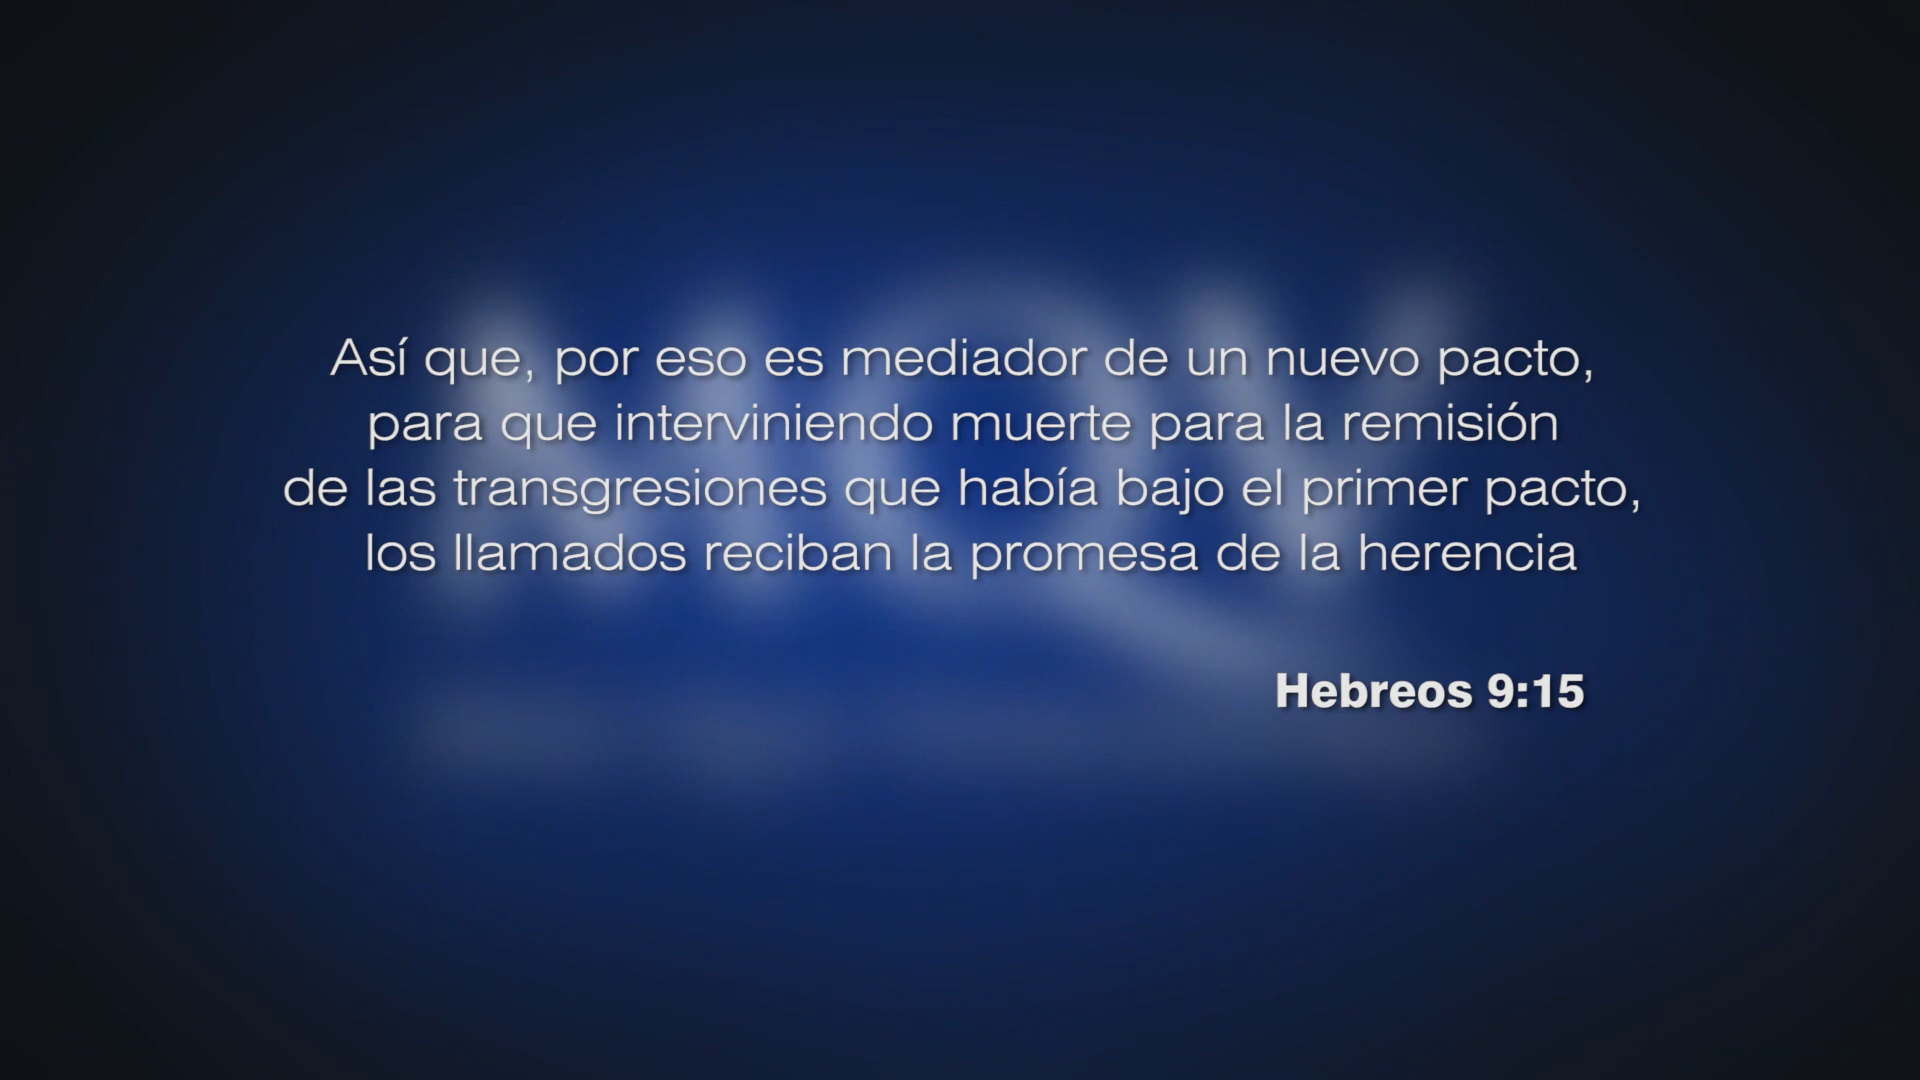 Así que, por eso es mediador de un nuevo pacto,
para que interviniendo muerte para la remisión
de las transgresiones que había bajo el primer pacto,
los llamados reciban la promesa de la herencia
Hebreos 9:15